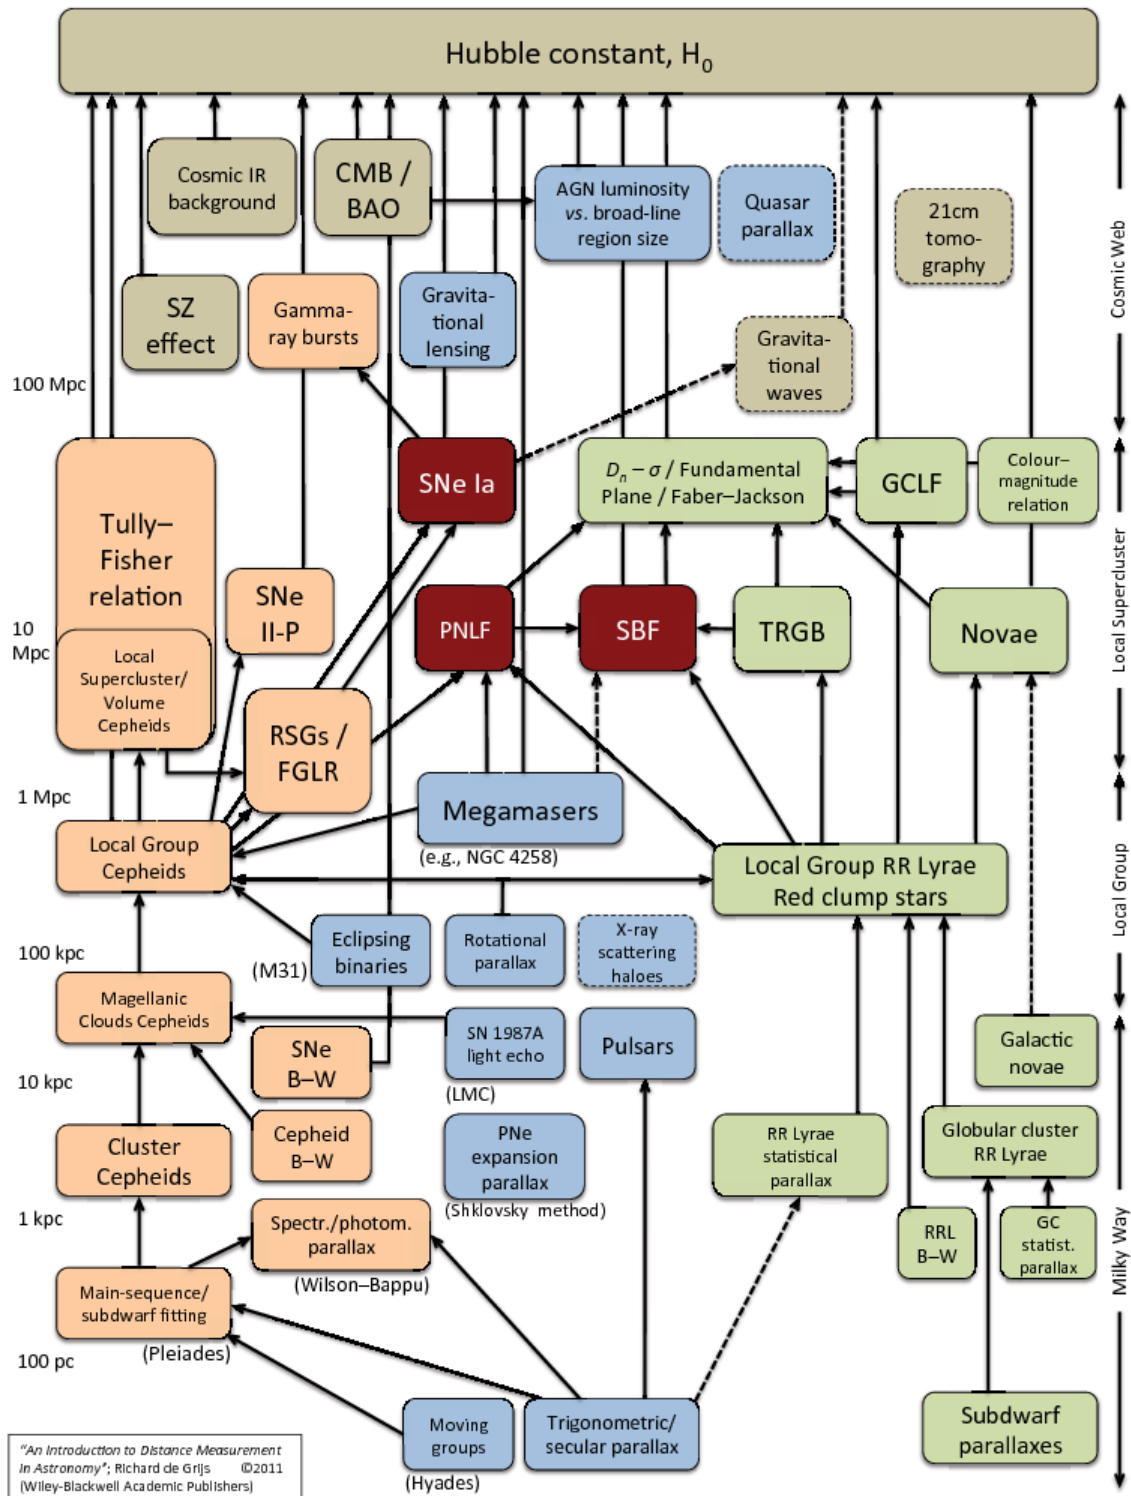 Hubble constant, H₀
Cosmic IR
background
CMB /
BAO
AGN luminosity
vs. broad–line
region size
Quasar
parallax
21cm
tomo-
graphy
SZ
effect
Gamma-
ray bursts
Gravita-
tional
lensing
Gravita-
tional
waves
100 Mpc
Tully–
Fisher
relation
SNe Ia
Dₙ – σ / Fundamental
Plane / Faber–Jackson
GCLF
Colour–
magnitude
relation
SNe
II-P
PNLF
SBF
TRGB
Novae
10
Mpc
Local
Supercluster/
Volume
Cepheids
RSGs /
FGLR
1 Mpc
Megamasers
(e.g., NGC 4258)
Local Group
Cepheids
Local Group RR Lyrae
Red clump stars
100 kpc
Eclipsing
binaries
(M31)
Rotational
parallax
X-ray
scattering
haloes
Magellanic
Clouds Cepheids
SNe
B–W
SN 1987A
light echo
(LMC)
Pulsars
Galactic
novae
10 kpc
Cluster
Cepheids
Cepheid
B–W
PNe
expansion
parallax
(Shklovsky method)
RR Lyrae
statistical
parallax
Globular cluster
RR Lyrae
1 kpc
Spectr./photom.
parallax
(Wilson–Bappu)
RRL
B–W
GC
statist.
parallax
Main-sequence/
subdwarf fitting
(Pleiades)
100 pc
Moving
groups
(Hyades)
Trigonometric/
secular parallax
Subdwarf
parallaxes
Cosmic Web
Local Supercluster
Local Group
Milky Way
"An Introduction to Distance Measurement
in Astronomy"; Richard de Grijs ©2011
(Wiley-Blackwell Academic Publishers)